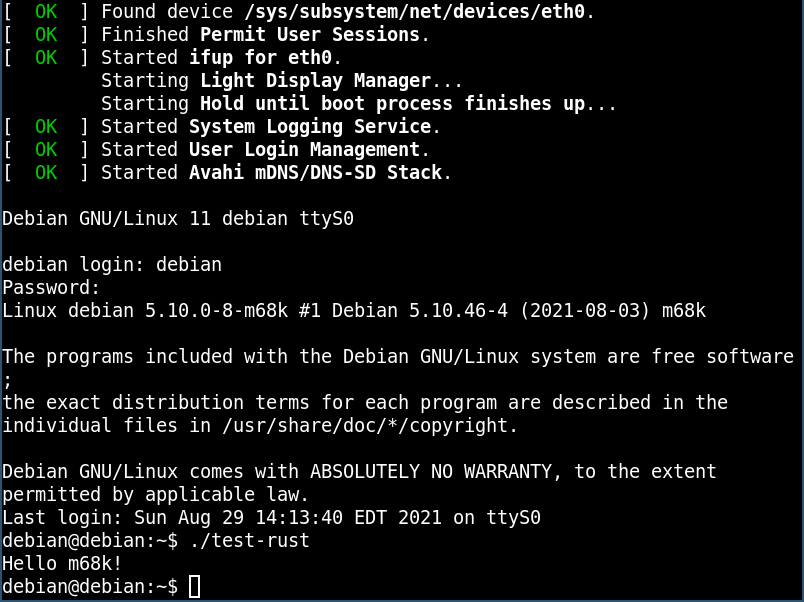 [  OK  ] Found device /sys/subsystem/net/devices/eth0.
[  OK  ] Finished Permit User Sessions.
[  OK  ] Started ifup for eth0.
         Starting Light Display Manager...
         Starting Hold until boot process finishes up...
[  OK  ] Started System Logging Service.
[  OK  ] Started User Login Management.
[  OK  ] Started Avahi mDNS/DNS-SD Stack.
Debian GNU/Linux 11 debian ttyS0
debian login: debian
Password:
Linux debian 5.10.0-8-m68k #1 Debian 5.10.46-4 (2021-08-03) m68k
The programs included with the Debian GNU/Linux system are free software
;
the exact distribution terms for each program are described in the
individual files in /usr/share/doc/*/copyright.
Debian GNU/Linux comes with ABSOLUTELY NO WARRANTY, to the extent
permitted by applicable law.
Last login: Sun Aug 29 14:13:40 EDT 2021 on ttyS0
debian@debian:~$ ./test-rust
Hello m68k!
debian@debian:~$